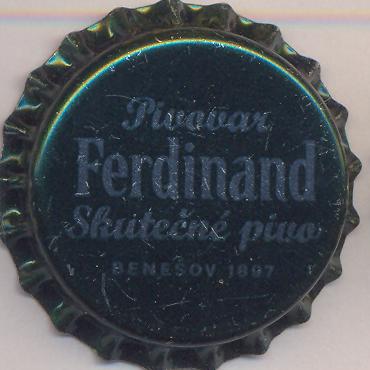 Pivovar
Ferdinand
Skutečné pivo
BENEŠOV 1897